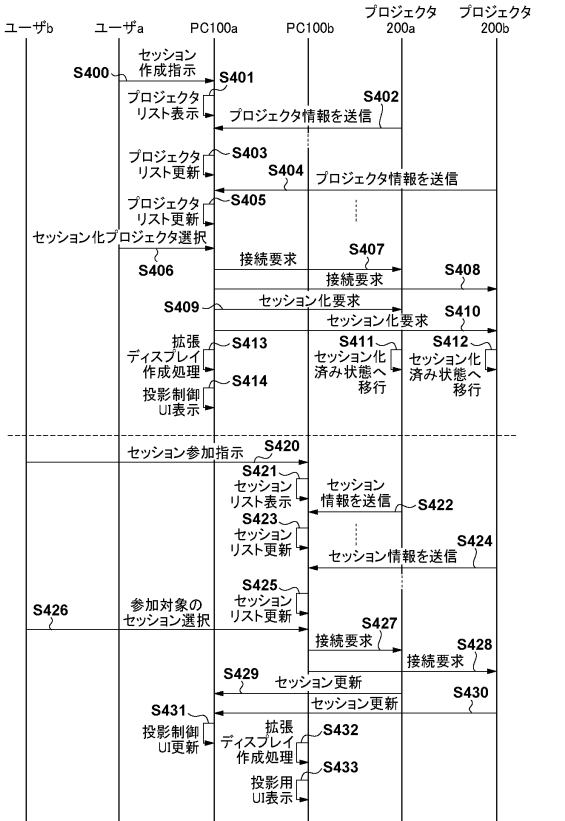 プロジェクタ プロジェクタ
ユーザb ユーザa PC100a PC100b 200a 200b
セッション
作成指示
S400
S401
プロジェクタ
リスト表示
S402
プロジェクタ情報を送信
S403
プロジェクタ
リスト更新
S404
プロジェクタ情報を送信
S405
プロジェクタ
リスト更新
セッション化プロジェクタ選択
S406
接続要求
S407
接続要求
S408
S409
セッション化要求
セッション化要求
S410
S413
拡張
ディスプレイ
作成処理
S411
セッション化
済み状態へ
移行
S412
セッション化
済み状態へ
移行
S414
投影制御
UI表示
セッション参加指示
S420
S421
セッション
リスト表示
セッション
情報を送信
S422
S423
セッション
リスト更新
S424
セッション情報を送信
S425
セッション
リスト更新
S426
参加対象の
セッション選択
S427
接続要求
S428
接続要求
S429
セッション更新
セッション更新
S430
S431
投影制御
UI更新
拡張
S432
ディスプレイ
作成処理
S433
投影用
UI表示